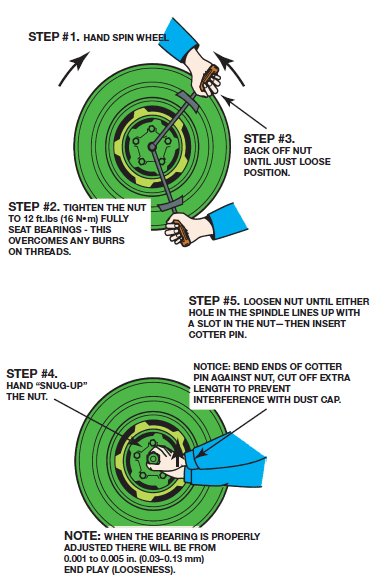 STEP #1. HAND SPIN WHEEL
STEP #3.
BACK OFF NUT
UNTIL JUST LOOSE
POSITION.
STEP #2. TIGHTEN THE NUT
TO 12 ft.lbs (16 N•m) FULLY
SEAT BEARINGS - THIS
OVERCOMES ANY BURRS
ON THREADS.
STEP #5. LOOSEN NUT UNTIL EITHER
HOLE IN THE SPINDLE LINES UP WITH
A SLOT IN THE NUT—THEN INSERT
COTTER PIN.
STEP #4.
HAND “SNUG-UP”
THE NUT.
NOTICE: BEND ENDS OF COTTER
PIN AGAINST NUT, CUT OFF EXTRA
LENGTH TO PREVENT
INTERFERENCE WITH DUST CAP.
NOTE: WHEN THE BEARING IS PROPERLY
ADJUSTED THERE WILL BE FROM
0.001 to 0.005 in. (0.03-0.13 mm)
END PLAY (LOOSENESS).